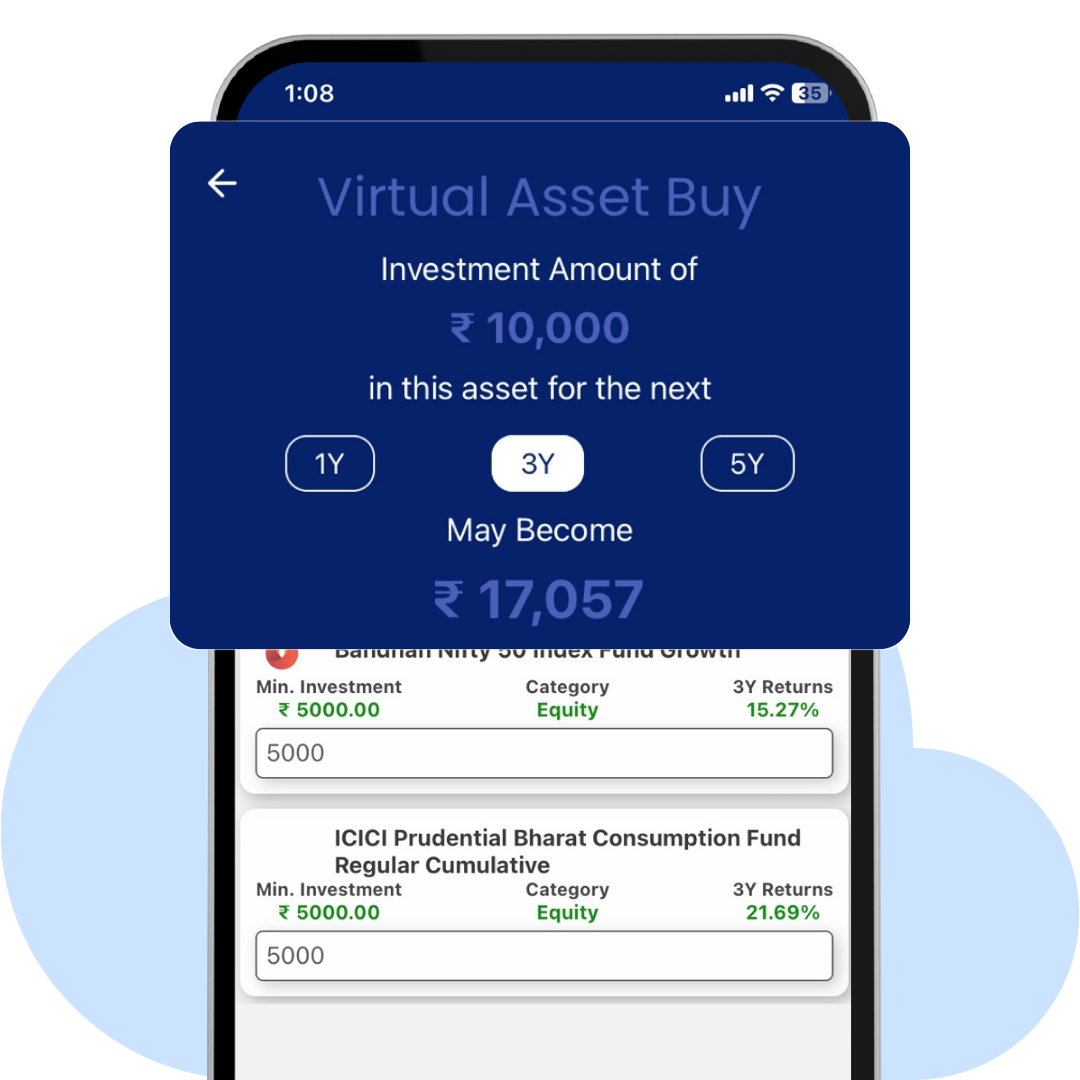 1:08
35
Virtual Asset Buy
Investment Amount of
₹ 10,000
in this asset for the next
1Y 3Y 5Y
May Become
₹ 17,057
Bandhan Nifty 50 Index Fund Growth
Min. Investment Category 3Y Returns
₹ 5000.00 Equity 15.27%
5000
ICICI Prudential Bharat Consumption Fund
Regular Cumulative
Min. Investment Category 3Y Returns
₹ 5000.00 Equity 21.69%
5000